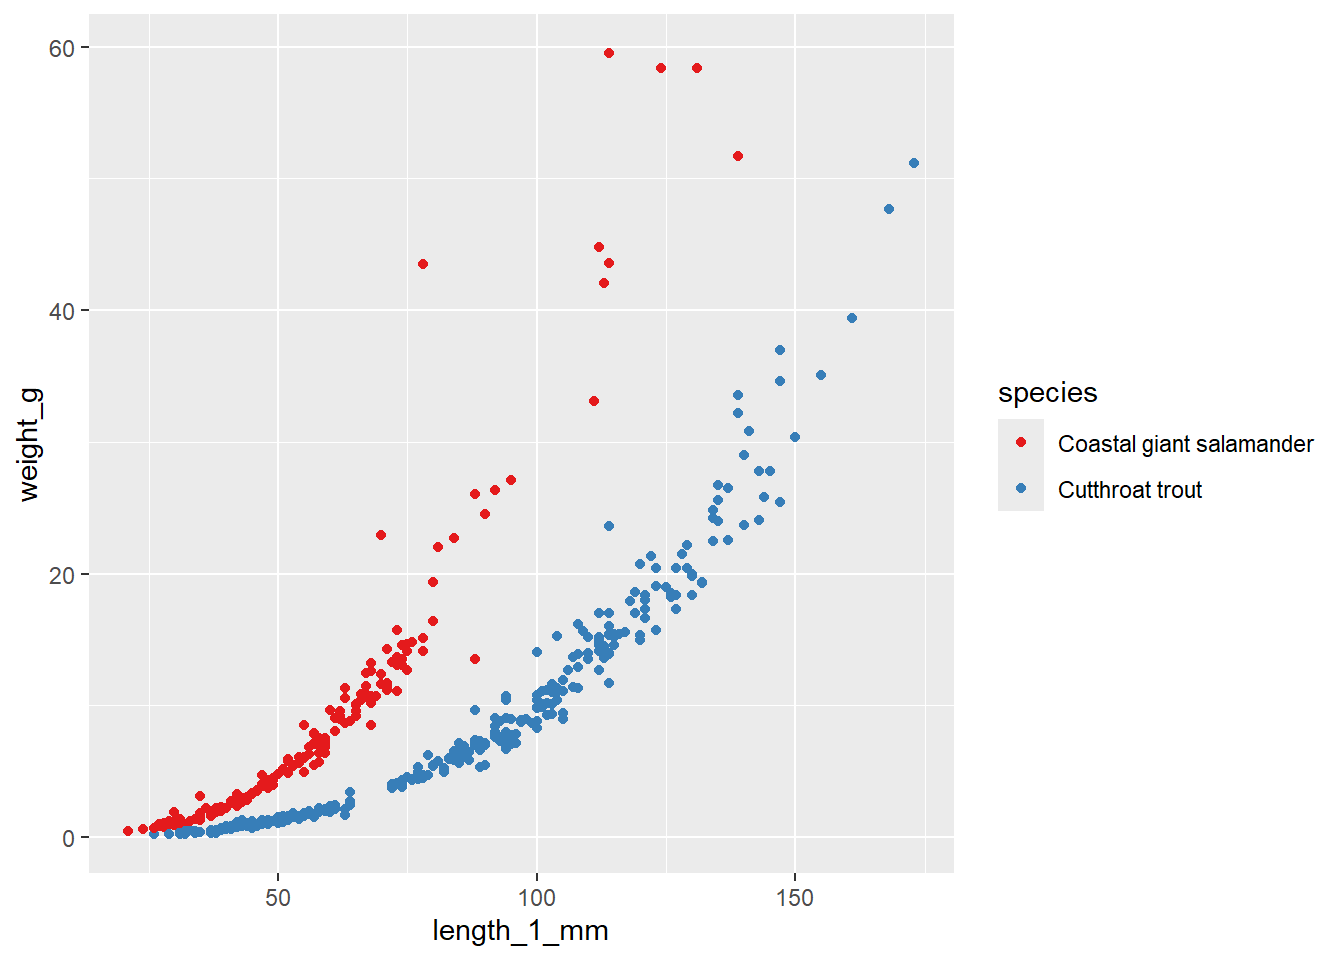 60
40
20
0
weight_g
50
100
150
length_1_mm
species
Coastal giant salamander
Cutthroat trout